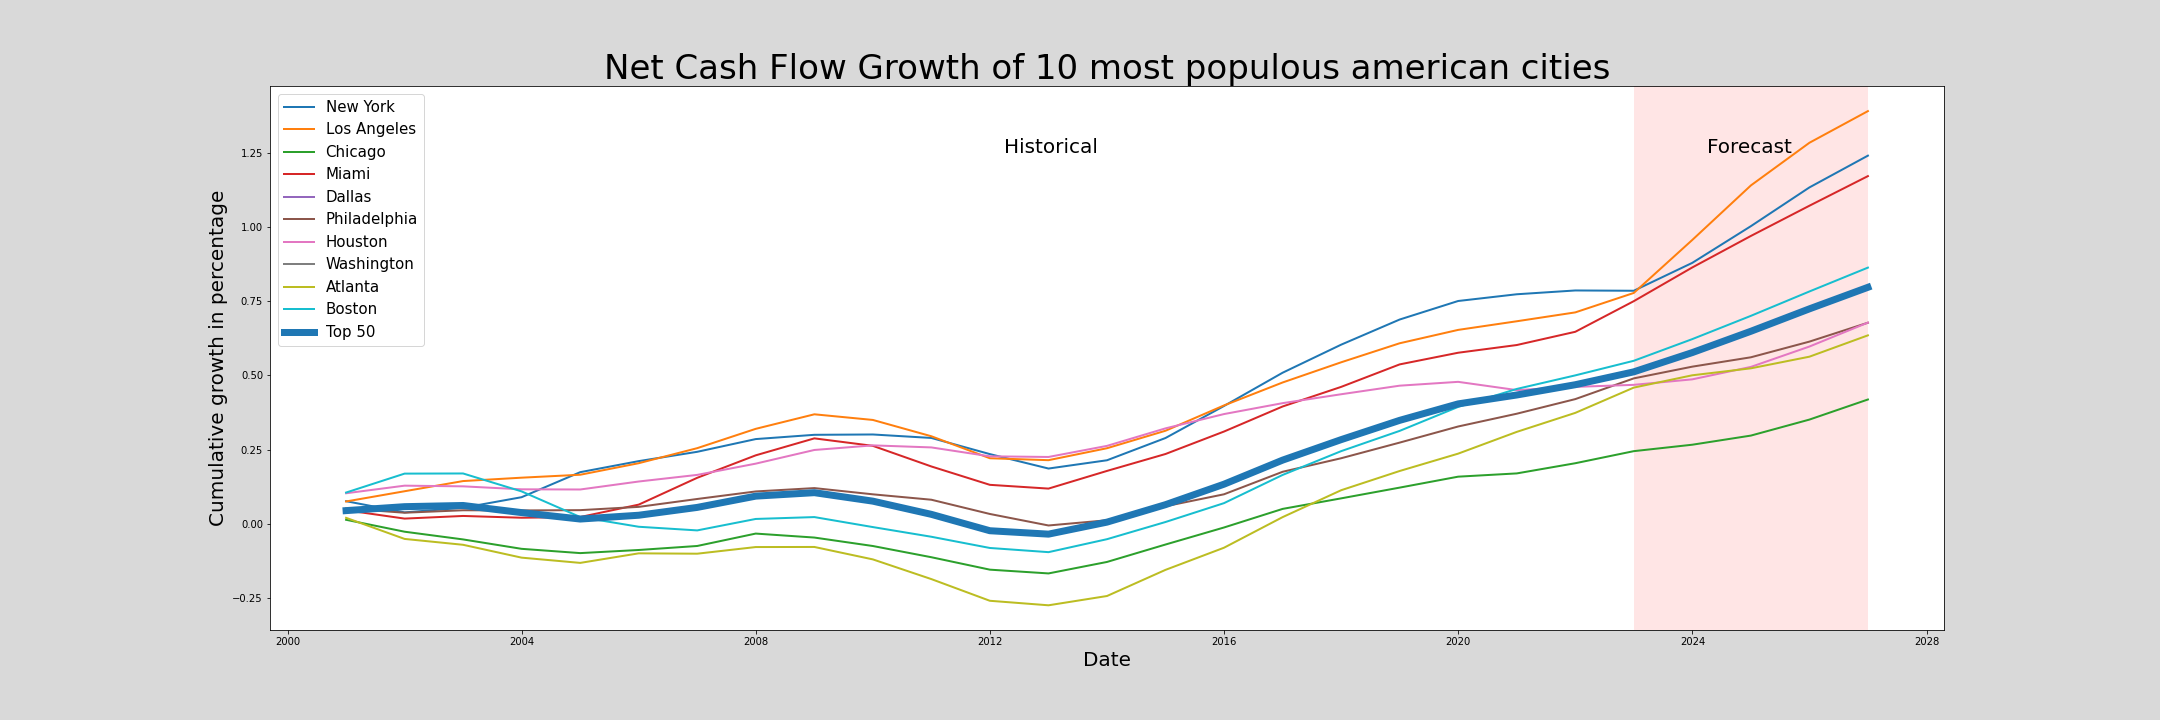 Net Cash Flow Growth of 10 most populous american cities
New York
Los Angeles
Chicago
Miami
Dallas
Philadelphia
Houston
Washington
Atlanta
Boston
Top 50
Historical
Forecast
Cumulative growth in percentage
1.25
1.00
0.75
0.50
0.25
0.00
−0.25
2000 2004 2008 2012 2016 2020 2024 2028
Date